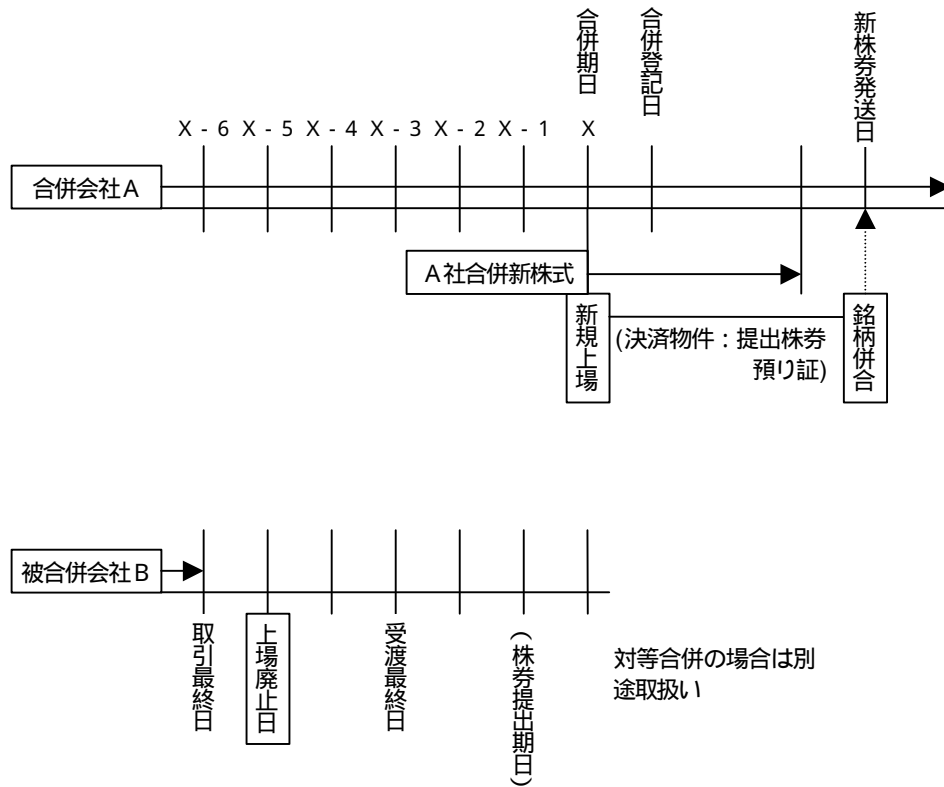 合併期日
合併登記日
新株券発送日
X - 6 X - 5 X - 4 X - 3 X - 2 X - 1 X
合併会社A
A社合併新株式
新規上場
(決済物件：提出株券
預り証)
銘柄併合
被合併会社B
取引最終日
上場廃止日
受渡最終日
(株券提出期日)
対等合併の場合は別
途取扱い